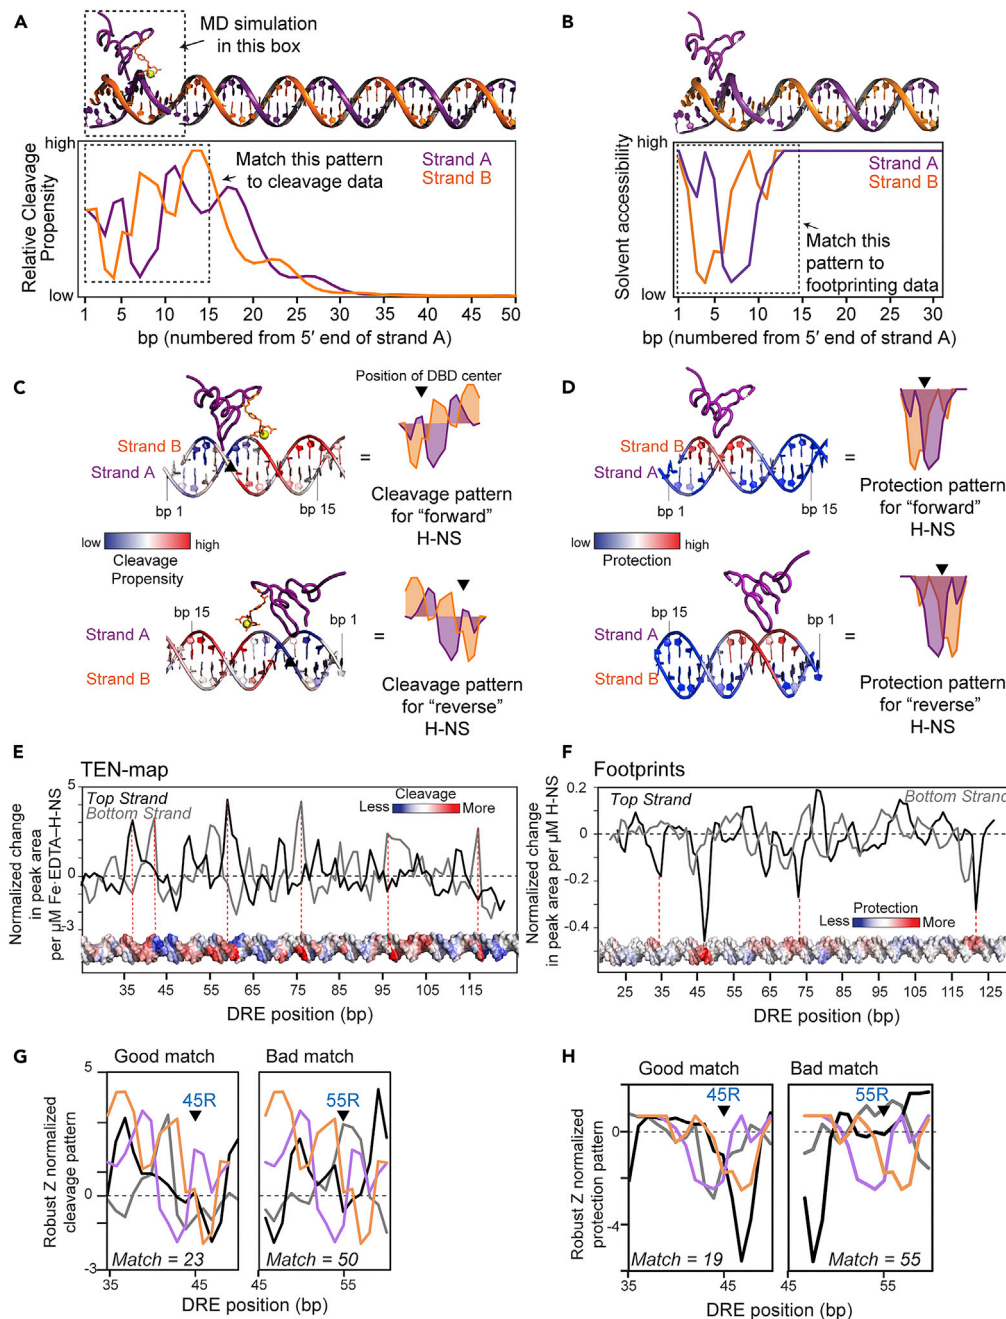 A
MD simulation
in this box
high
Match this pattern
to cleavage data
Strand A
Strand B
Relative Cleavage
Propensity
low
1 5 10 15 20 25 30 35 40 45 50
bp (numbered from 5′ end of strand A)
B
high
Strand A
Strand B
Solvent accessibility
Match this
pattern to
footprinting data
low
1 5 10 15 20 25 30
bp (numbered from 5′ end of strand A)
C
Position of DBD center
Strand B
Strand A
bp 1
bp 15
=
Cleavage pattern
for “forward”
H-NS
low
high
Cleavage
Propensity
bp 15
bp 1
Strand A
Strand B
=
Cleavage pattern
for “reverse”
H-NS
D
Strand B
Strand A
bp 1
bp 15
=
Protection pattern
for “forward”
H-NS
low
high
Protection
bp 15
bp 1
Strand A
Strand B
=
Protection pattern
for “reverse”
H-NS
E
TEN-map
5
Top Strand
Bottom Strand
Cleavage
Less
More
0
-3
Normalized change
in peak area
per µM Fe·EDTA–H-NS
35 45 55 65 75 85 95 105 115
DRE position (bp)
F
Footprints
0.2
Top Strand
Bottom Strand
0
-0.2
-0.4
Protection
Less
More
Normalized change
in peak area per µM H-NS
25 35 45 55 65 75 85 95 105 115 125
DRE position (bp)
G
Good match
Bad match
5
45R
55R
0
-3
Robust Z normalized
cleavage pattern
Match = 23
Match = 50
35 45 45 55
DRE position (bp)
H
Good match
Bad match
45R
55R
0
-4
Robust Z normalized
protection pattern
Match = 19
Match = 55
35 45 45 55
DRE position (bp)